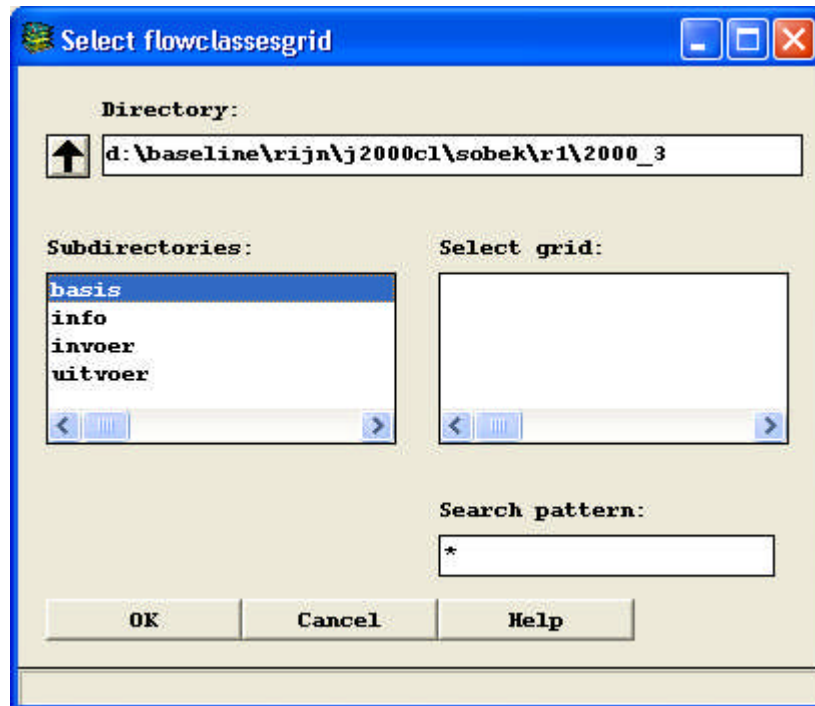 Select flowclassesgrid
Directory:
d:\baseline\rijn\j2000cl\sobek\r1\2000_3
Subdirectories:
basis
info
invoer
uitvoer
Select grid:
Search pattern:
*
OK Cancel Help